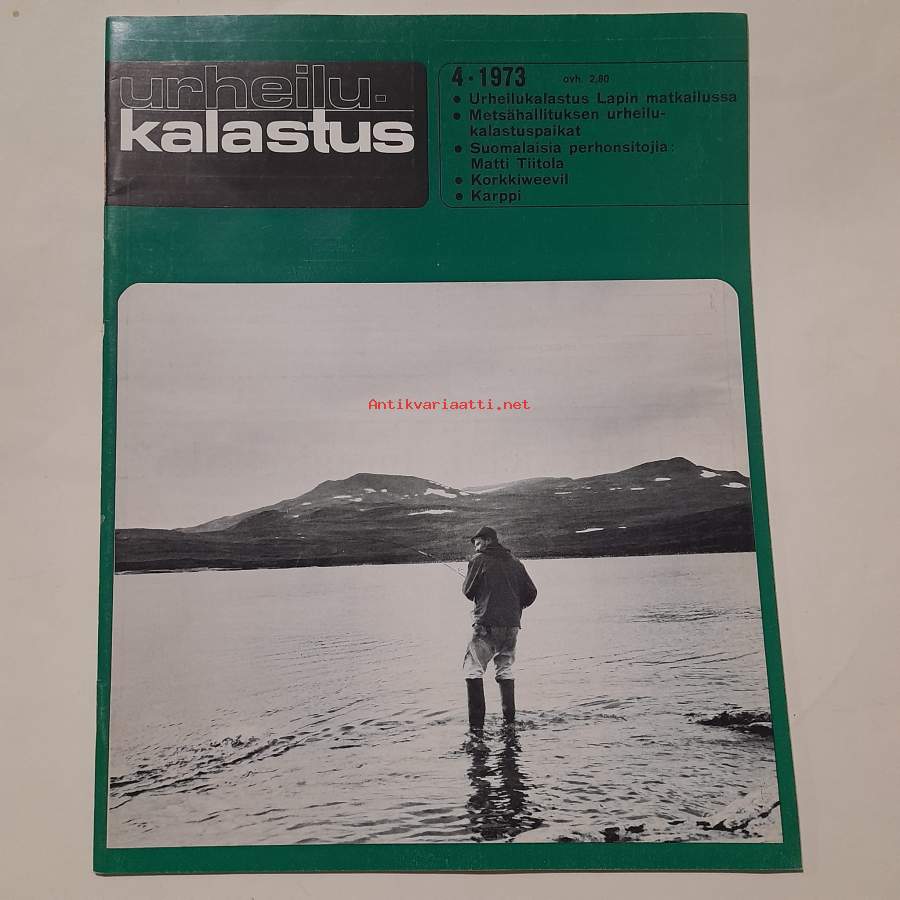 urheilu-
kalastus
4·1973 ovh. 2,80
• Urheilukalastus Lapin matkailussa
• Metsähallituksen urheilu-
kalastuspaikat
• Suomalaisia perhonsitojia:
Matti Tiitola
• Korkkiweevil
• Karppi
Antikvariaatti.net